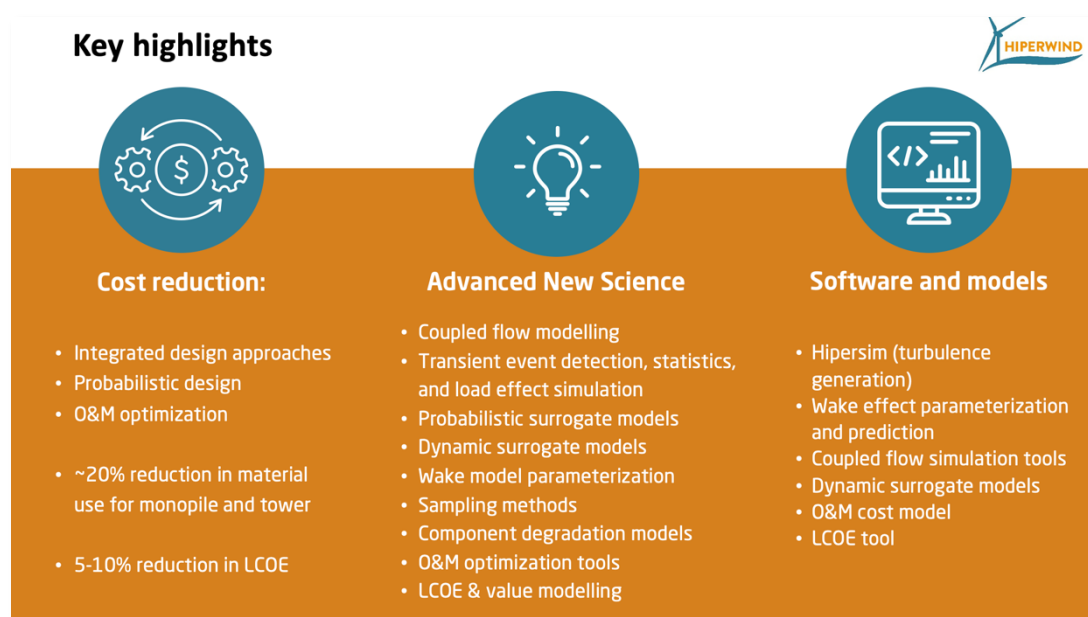 Key highlights
HIPERWIND
Cost reduction:
• Integrated design approaches
• Probabilistic design
• O&M optimization
• ~20% reduction in material
use for monopile and tower
• 5-10% reduction in LCOE
Advanced New Science
• Coupled flow modelling
• Transient event detection, statistics,
and load effect simulation
• Probabilistic surrogate models
• Dynamic surrogate models
• Wake model parameterization
• Sampling methods
• Component degradation models
• O&M optimization tools
• LCOE & value modelling
Software and models
• Hipersim (turbulence
generation)
• Wake effect parameterization
and prediction
• Coupled flow simulation tools
• Dynamic surrogate models
• O&M cost model
• LCOE tool